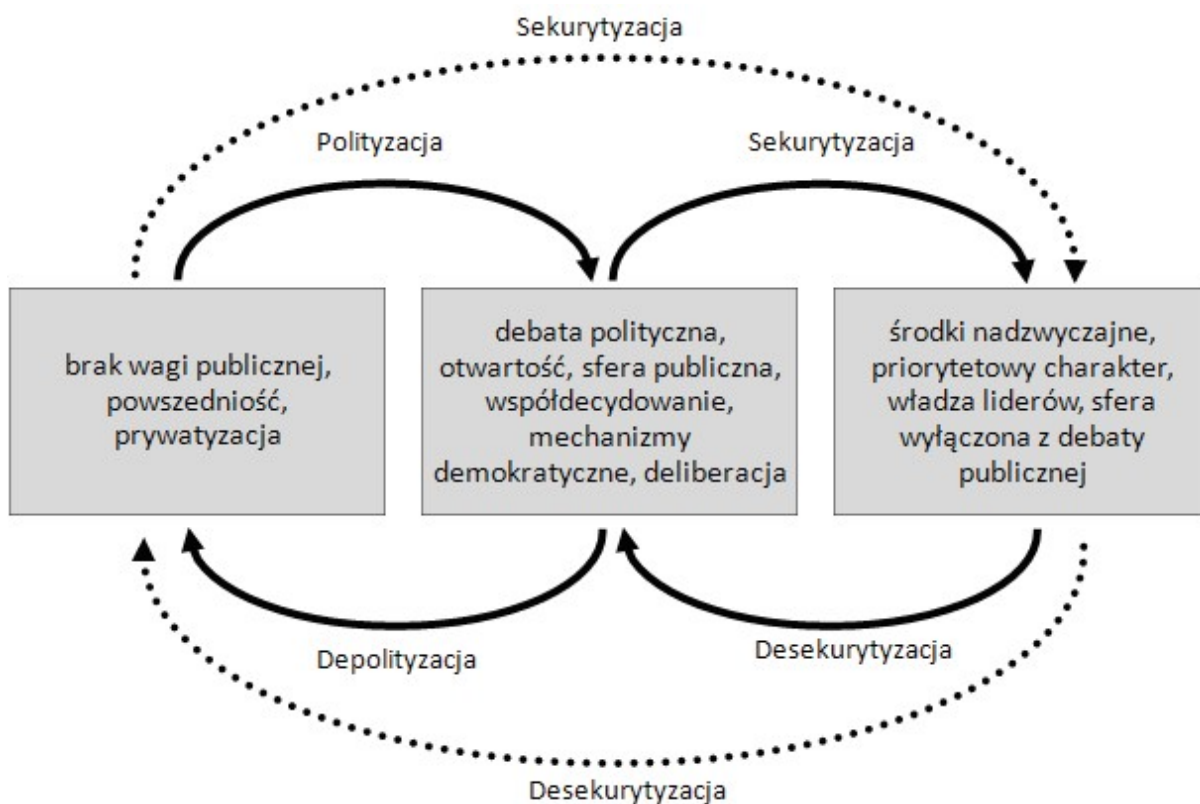 Sekurytyzacja
Polityzacja
Sekurytyzacja
brak wagi publicznej,
powszedniość,
prywatyzacja
debata polityczna,
otwartość, sfera publiczna,
współdecydowanie,
mechanizmy
demokratyczne, deliberacja
środki nadzwyczajne,
priorytetowy charakter,
władza liderów, sfera
wyłączona z debaty
publicznej
Depolityzacja
Desekurytyzacja
Desekurytyzacja